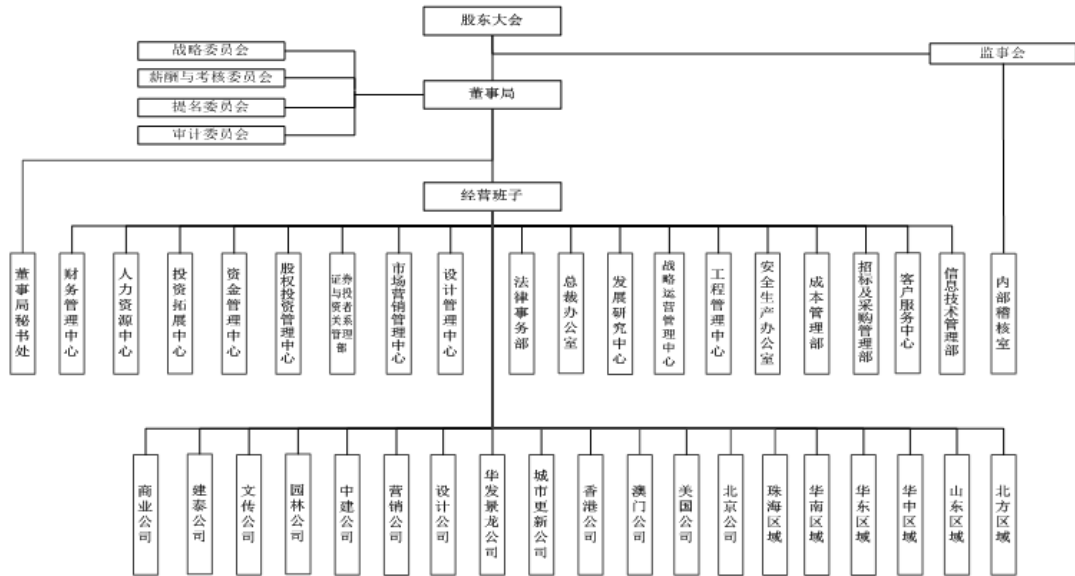 股东大会
战略委员会
监事会
薪酬与考核委员会
董事局
提名委员会
审计委员会
经营班子
董事局秘书处
财务管理中心
人力资源中心
投资拓展中心
资金管理中心
股权投资管理中心
证券与投资者关系管理部
市场营销管理中心
设计管理中心
法律事务部
总裁办公室
发展研究中心
战略运营管理中心
工程管理中心
安全生产办公室
成本管理部
招标及采购管理部
客户服务中心
信息技术管理部
内部稽核室
商业公司
建泰公司
文传公司
园林公司
中建公司
营销公司
设计公司
华发景龙公司
城市更新公司
香港公司
澳门公司
美国公司
北京公司
珠海区域
华南区域
华东区域
华中区域
山东区域
北方区域